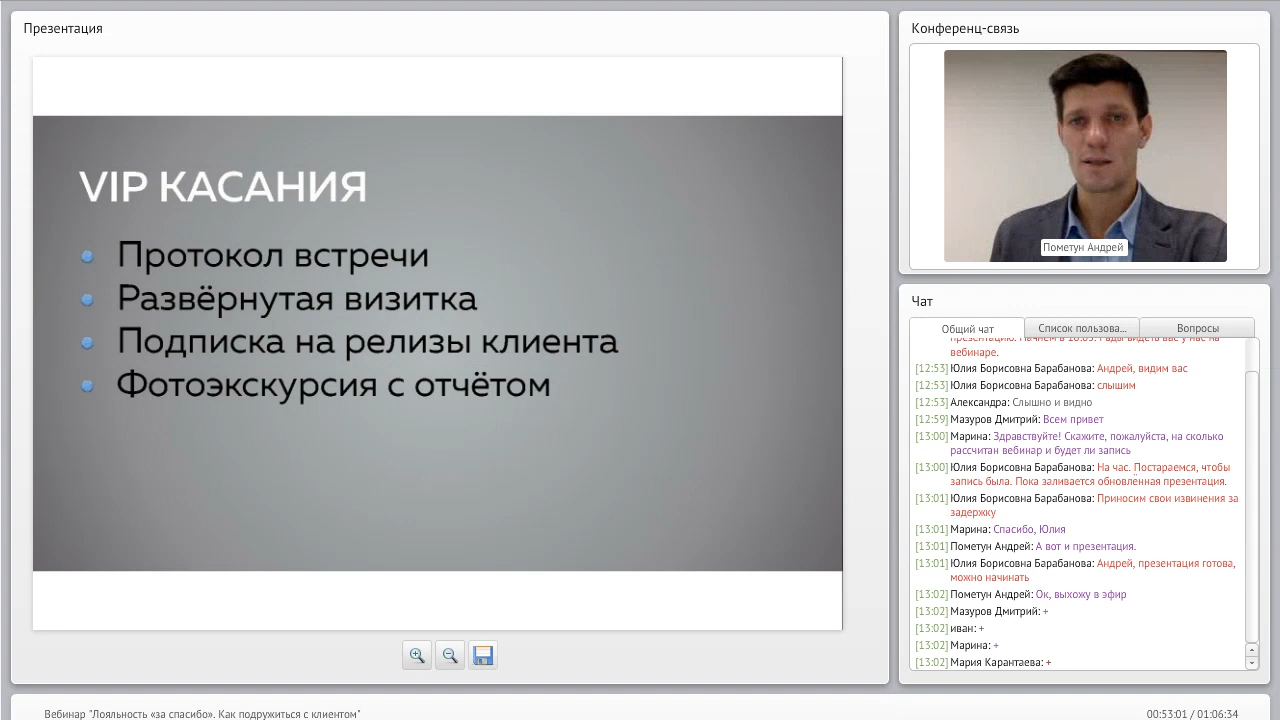 Презентация
VIP КАСАНИЯ
Протокол встречи
Развёрнутая визитка
Подписка на релизы клиента
Фотоэкскурсия с отчётом
Конференц-связь
Пометун Андрей
Чат
Общий чат
Список пользова...
Вопросы
вебинаре.
[12:53] Юлия Борисовна Барабанова: Андрей, видим вас
[12:53] Юлия Борисовна Барабанова: слышим
[12:53] Александра: Слышно и видно
[12:59] Мазуров Дмитрий: Всем привет
[13:00] Марина: Здравствуйте! Скажите, пожалуйста, на сколько
рассчитан вебинар и будет ли запись
[13:00] Юлия Борисовна Барабанова: На час. Постараемся, чтобы
запись была. Пока заливается обновлённая презентация.
[13:01] Юлия Борисовна Барабанова: Приносим свои извинения за
задержку
[13:01] Марина: Спасибо, Юлия
[13:01] Пометун Андрей: А вот и презентация.
[13:01] Юлия Борисовна Барабанова: Андрей, презентация готова,
можно начинать
[13:02] Пометун Андрей: Ок, выхожу в эфир
[13:02] Мазуров Дмитрий: +
[13:02] иван: +
[13:02] Марина: +
[13:02] Мария Карантаева: +
Вебинар "Лояльность «за спасибо». Как подружиться с клиентом"
00:53:01 / 01:06:34